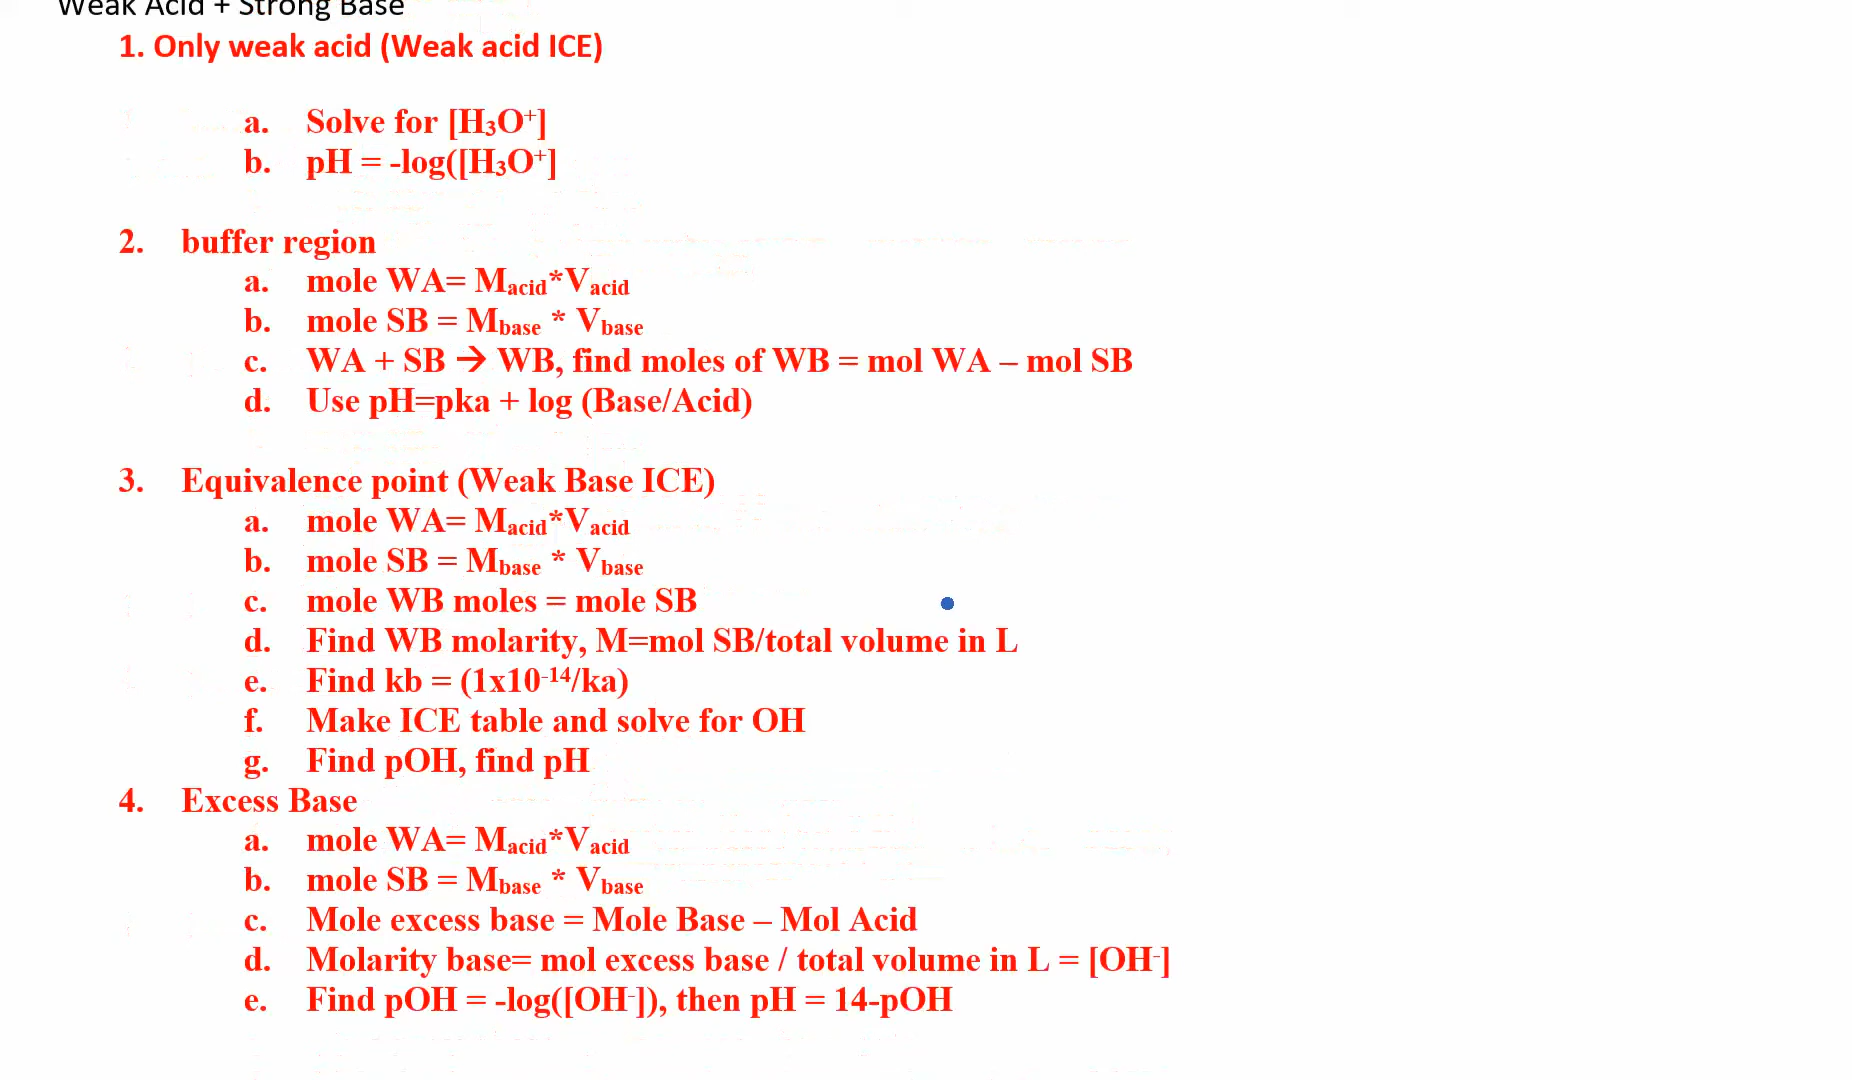 Weak Acid + Strong Base
1. Only weak acid (Weak acid ICE)
a. Solve for [H₃O⁺]
b. pH = -log([H₃O⁺]
2. buffer region
a. mole WA= Macid*Vacid
b. mole SB = Mbase * Vbase
c. WA + SB → WB, find moles of WB = mol WA – mol SB
d. Use pH=pka + log (Base/Acid)
3. Equivalence point (Weak Base ICE)
a. mole WA= Macid*Vacid
b. mole SB = Mbase * Vbase
c. mole WB moles = mole SB
d. Find WB molarity, M=mol SB/total volume in L
e. Find kb = (1x10⁻¹⁴/ka)
f. Make ICE table and solve for OH
g. Find pOH, find pH
4. Excess Base
a. mole WA= Macid*Vacid
b. mole SB = Mbase * Vbase
c. Mole excess base = Mole Base – Mol Acid
d. Molarity base= mol excess base / total volume in L = [OH⁻]
e. Find pOH = -log([OH⁻]), then pH = 14-pOH